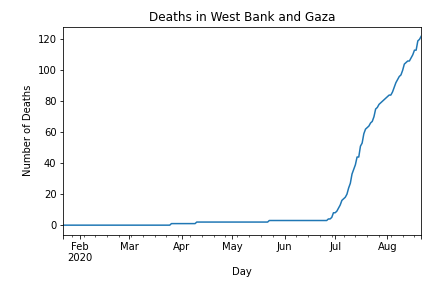 Deaths in West Bank and Gaza
120
100
80
60
40
20
0
Number of Deaths
Feb Mar Apr May Jun Jul Aug
2020
Day